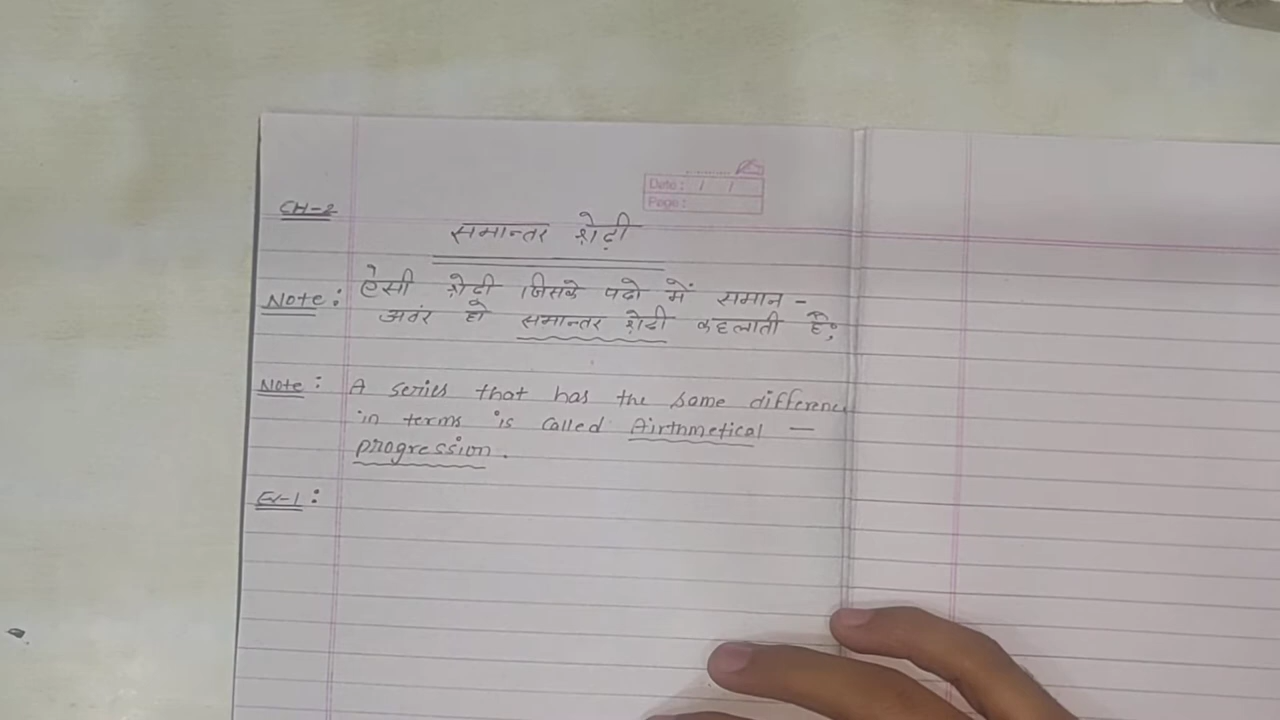 Date : / /
Page :
CH-2
समान्तर श्रेढ़ी
Note : ऐसी श्रेढी जिसके पदो में समान -
अतंर हो समान्तर श्रेढी कहलाती है;
Note : A series that has the same difference
in terms is called Airthmetical —
progression.
Ex-1 :